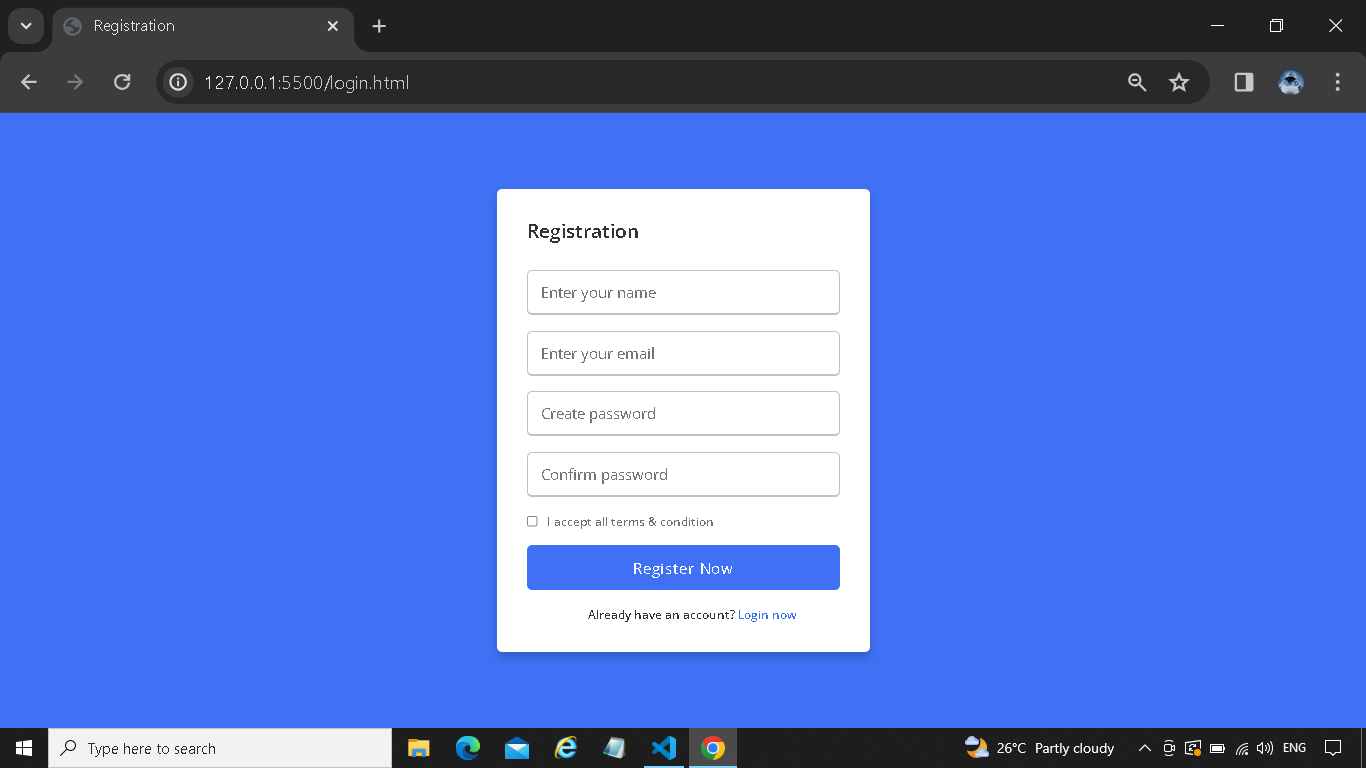 Registration
127.0.0.1:5500/login.html
Registration
Enter your name
Enter your email
Create password
Confirm password
I accept all terms & condition
Register Now
Already have an account? Login now
Type here to search
26°C Partly cloudy
ENG